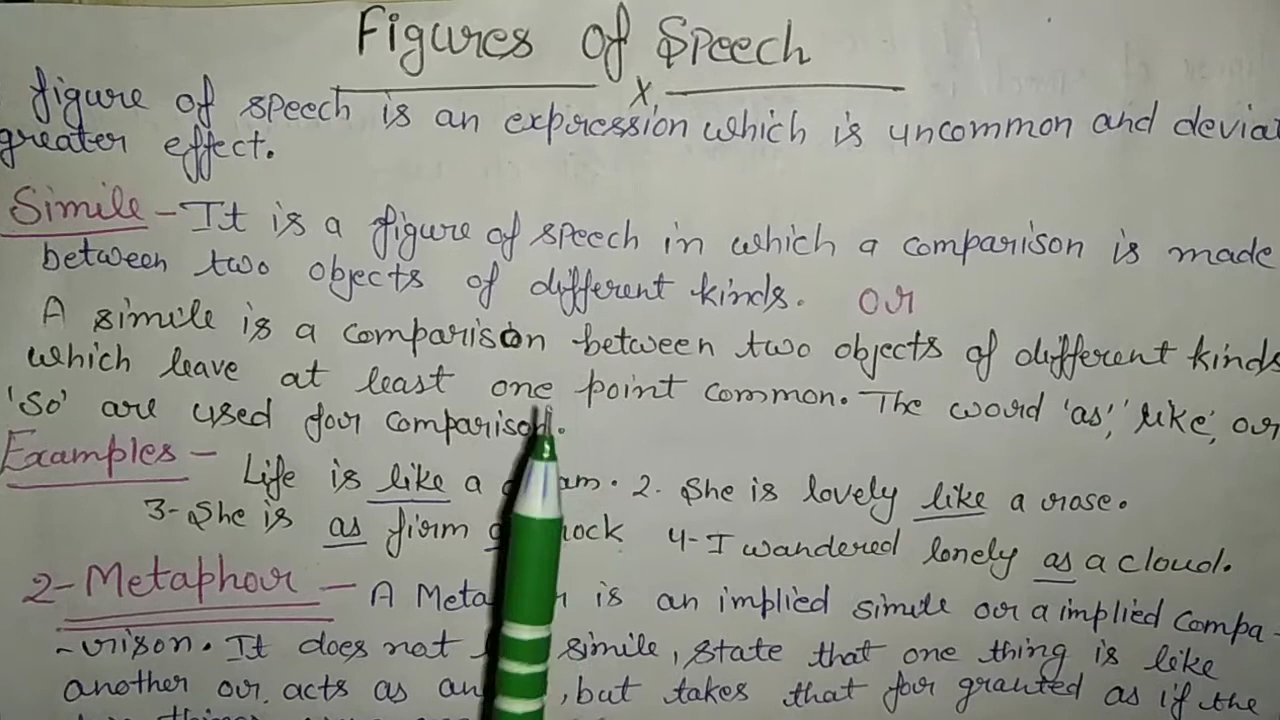 Figures of Speech
x
figure of speech is an expression which is uncommon and deviat
greater effect.
Simile - It is a figure of speech in which a comparison is made
between two objects of different kinds. Or
A simile is a comparison between two objects of different kinds
which leave at least one point common. The word 'as', 'like', or
'So' are used for comparison.
Examples - Life is like a 2. She is lovely like a rose.
3- She is as firm 4- I wandered lonely as a cloud.
2- Metaphor - A is an implied simile or a implied compa -
- rison. It does not simile, state that one thing is like
another or acts as , but takes that for granted as if the